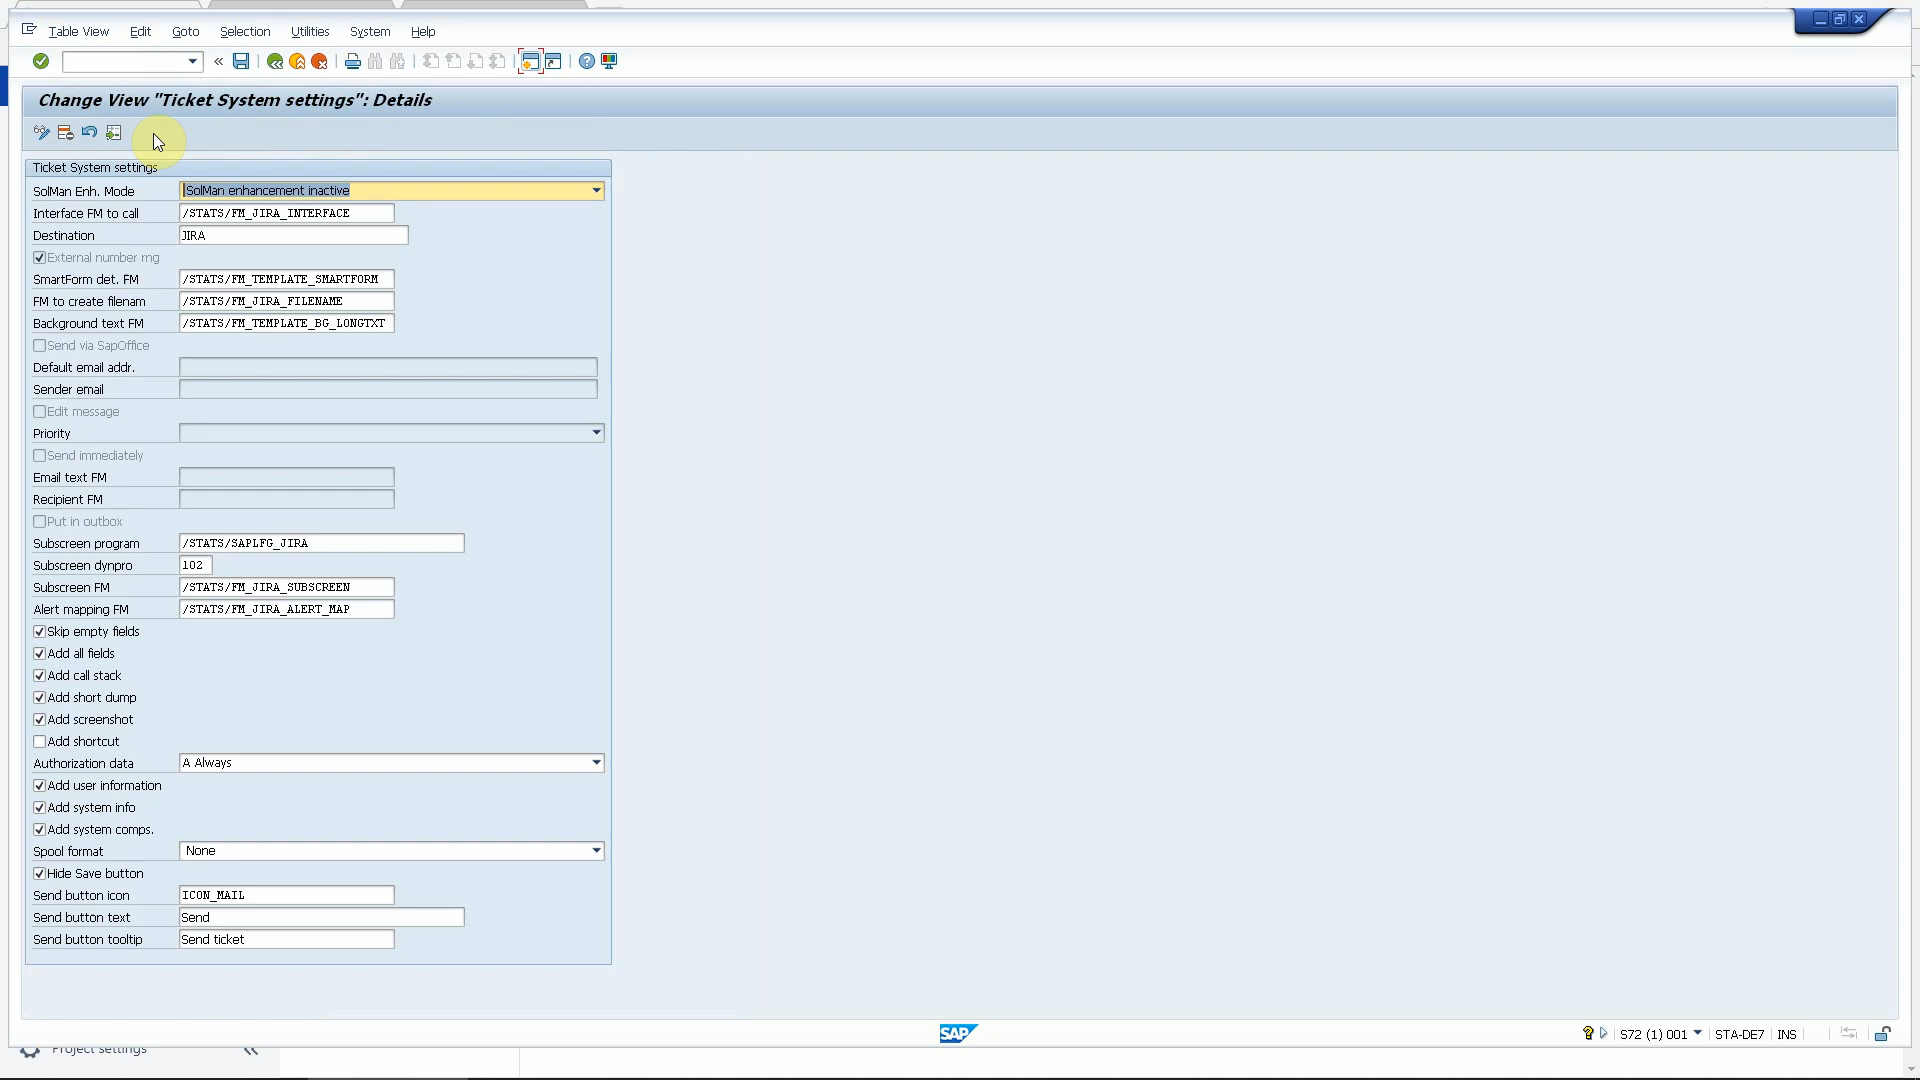 Table View Edit Goto Selection Utilities System Help
Change View "Ticket System settings": Details
Ticket System settings
SolMan Enh. Mode SolMan enhancement inactive
Interface FM to call /STATS/FM_JIRA_INTERFACE
Destination JIRA
External number rng
SmartForm det. FM /STATS/FM_TEMPLATE_SMARTFORM
FM to create filenam /STATS/FM_JIRA_FILENAME
Background text FM /STATS/FM_TEMPLATE_BG_LONGTXT
Send via SapOffice
Default email addr.
Sender email
Edit message
Priority
Send immediately
Email text FM
Recipient FM
Put in outbox
Subscreen program /STATS/SAPLFG_JIRA
Subscreen dynpro 102
Subscreen FM /STATS/FM_JIRA_SUBSCREEN
Alert mapping FM /STATS/FM_JIRA_ALERT_MAP
Skip empty fields
Add all fields
Add call stack
Add short dump
Add screenshot
Add shortcut
Authorization data A Always
Add user information
Add system info
Add system comps.
Spool format None
Hide Save button
Send button icon ICON_MAIL
Send button text Send
Send button tooltip Send ticket
SAP S72 (1) 001 STA-DE7 INS
Project settings